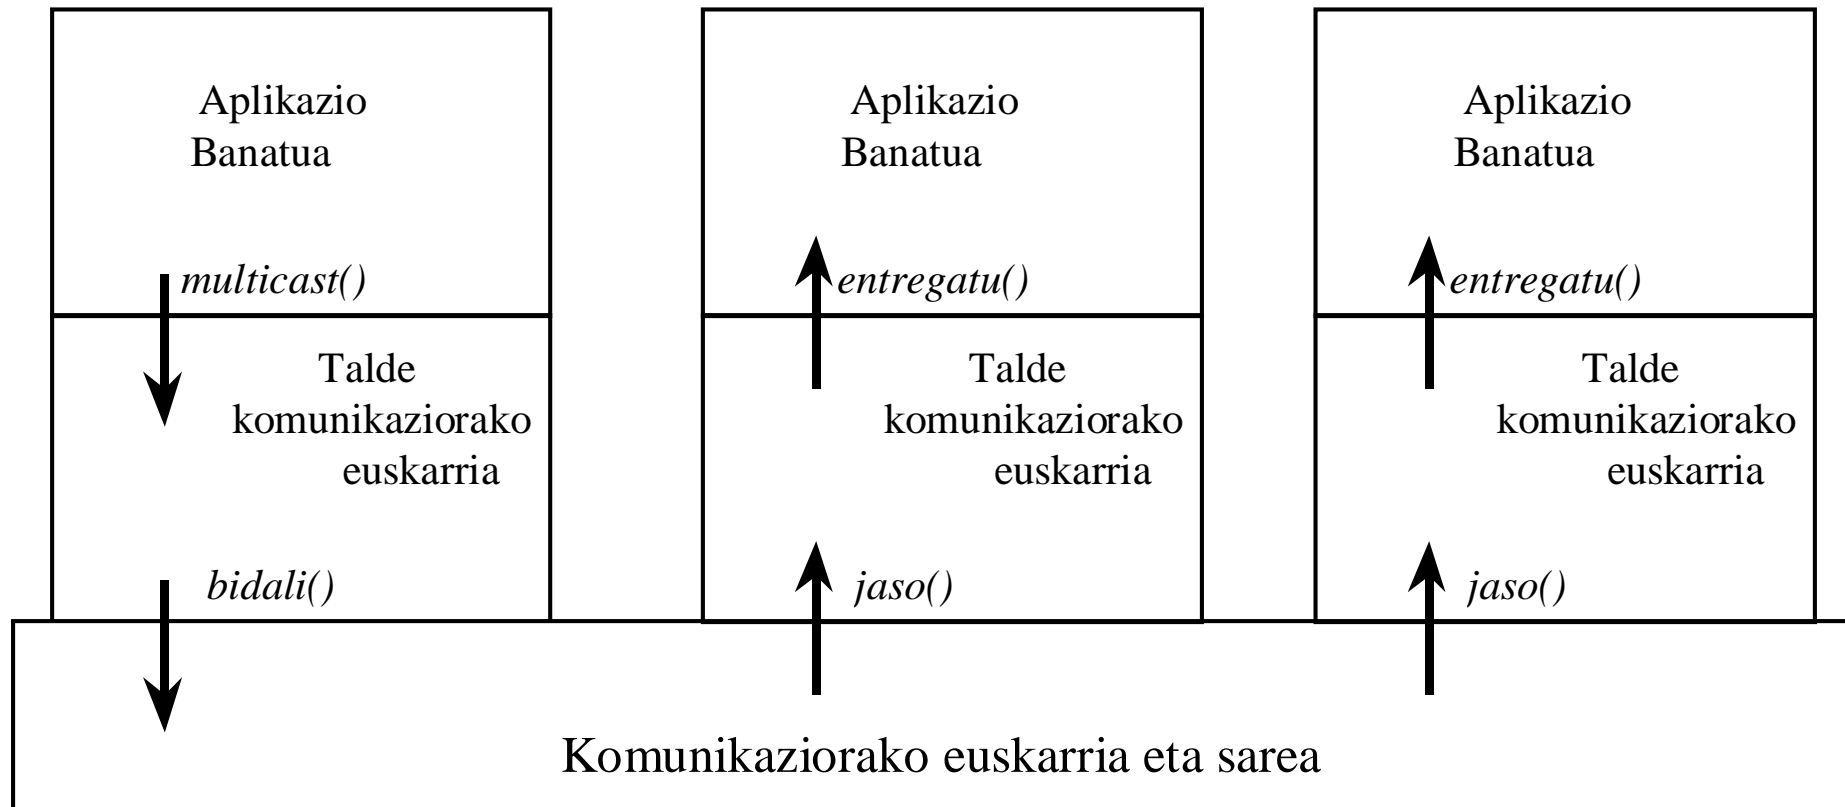 Aplikazio
Banatua
multicast()
Talde
komunikaziorako
euskarria
bidali()
Aplikazio
Banatua
entregatu()
Talde
komunikaziorako
euskarria
jaso()
Aplikazio
Banatua
entregatu()
Talde
komunikaziorako
euskarria
jaso()
Komunikaziorako euskarria eta sarea